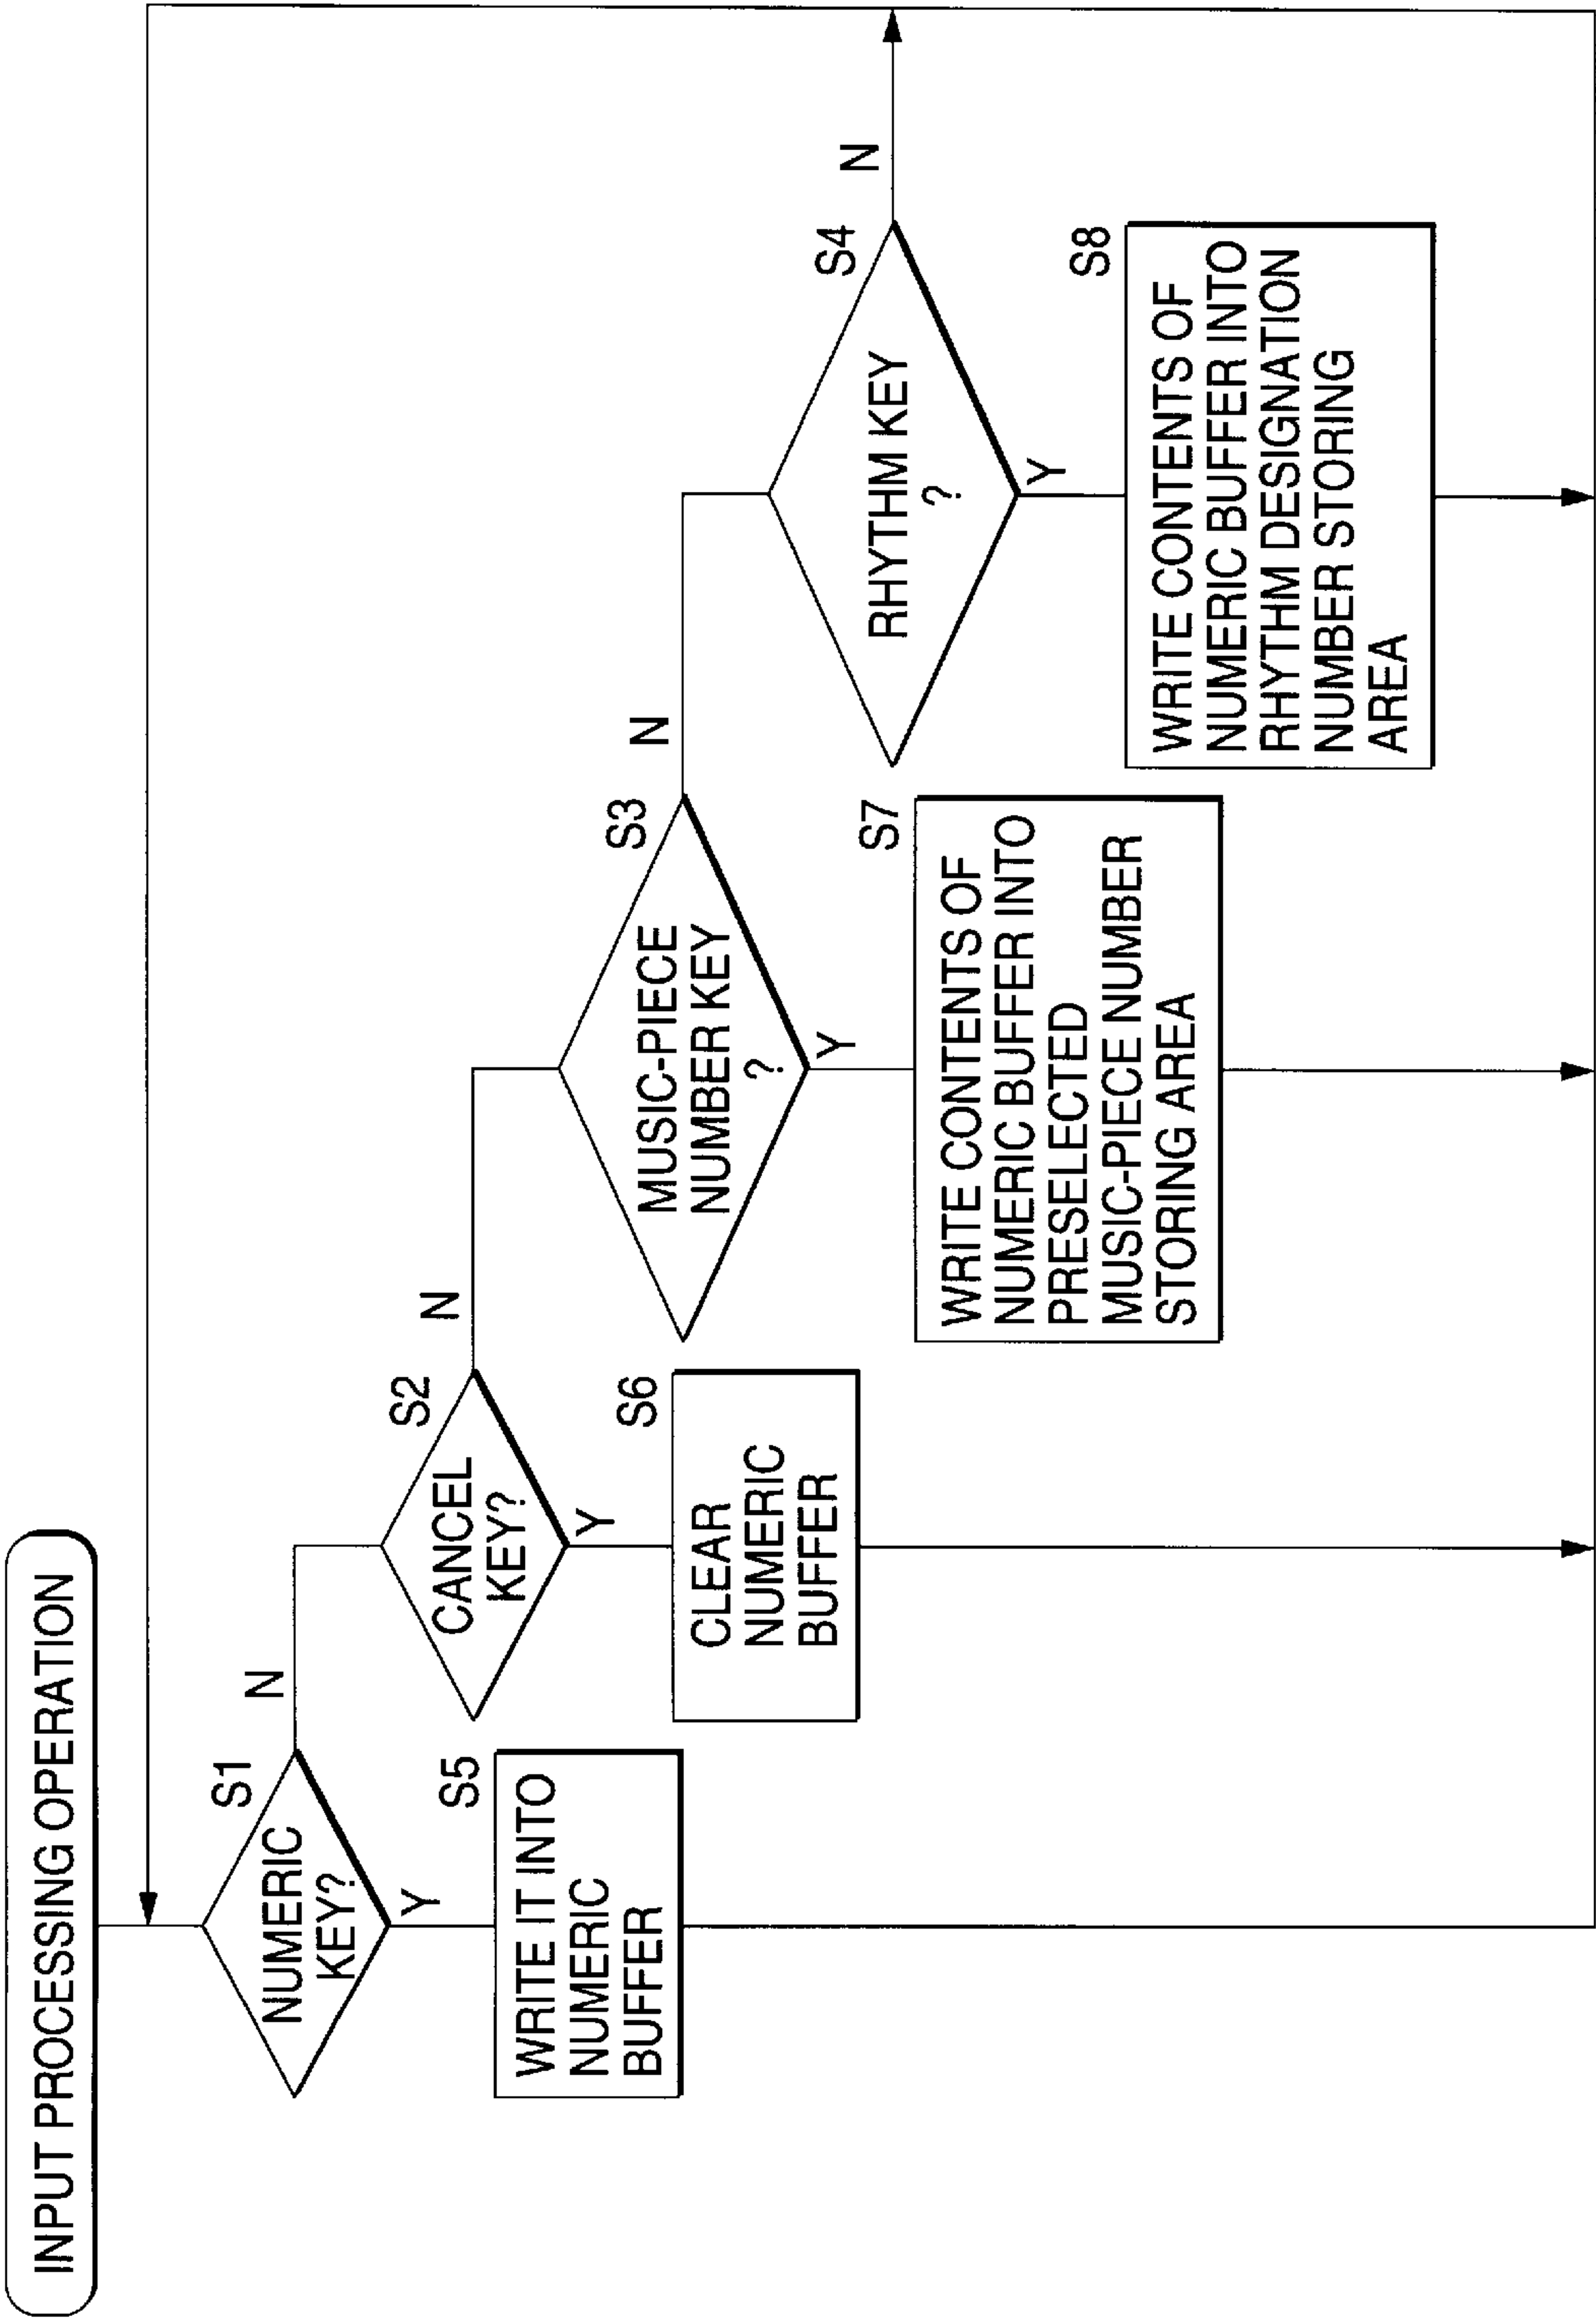 INPUT PROCESSING OPERATION
S1
NUMERIC
KEY?
N
Y
S5
WRITE IT INTO
NUMERIC
BUFFER
S2
CANCEL
KEY?
N
Y
S6
CLEAR
NUMERIC
BUFFER
S3
MUSIC-PIECE
NUMBER KEY
?
N
Y
S7
WRITE CONTENTS OF
NUMERIC BUFFER INTO
PRESELECTED
MUSIC-PIECE NUMBER
STORING AREA
S4
RHYTHM KEY
?
N
Y
S8
WRITE CONTENTS OF
NUMERIC BUFFER INTO
RHYTHM DESIGNATION
NUMBER STORING
AREA